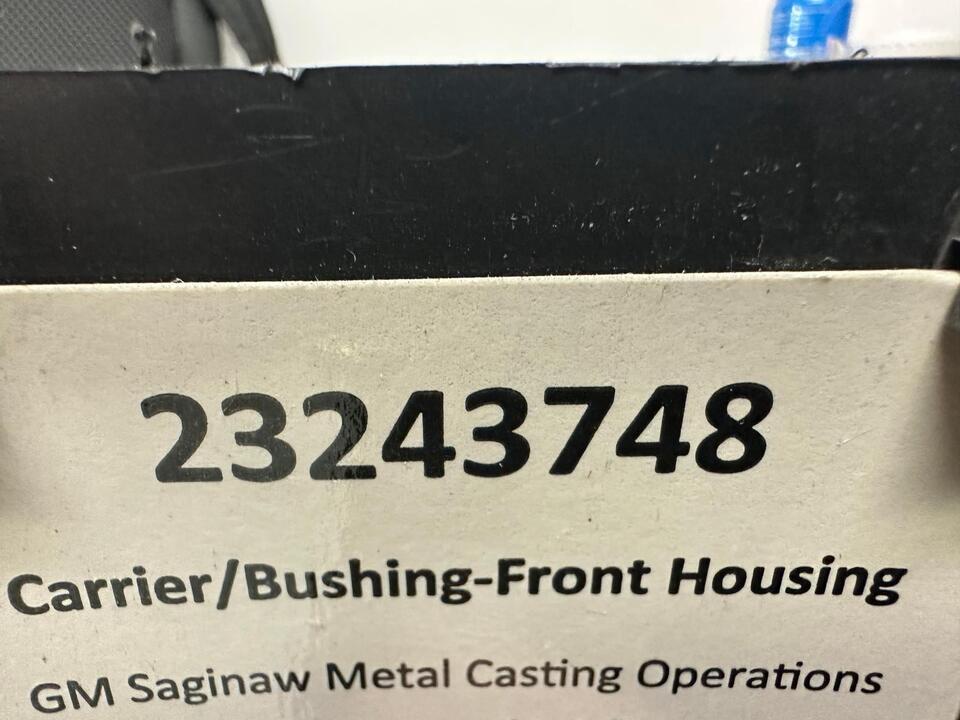 23243748
Carrier/Bushing-Front Housing
GM Saginaw Metal Casting Operations